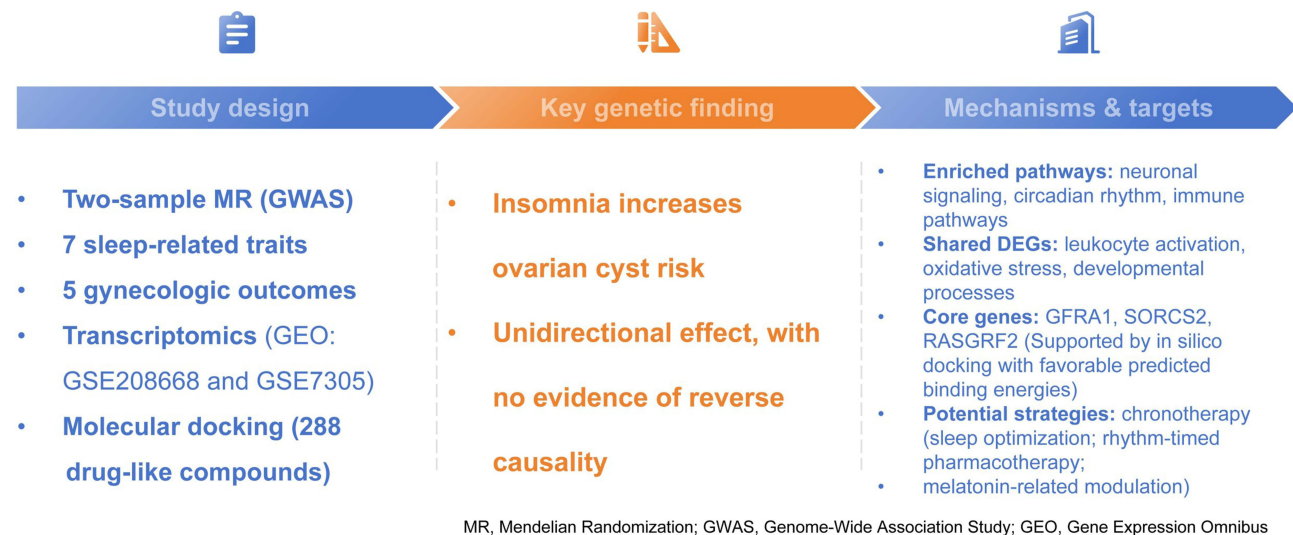 Study design
• Two-sample MR (GWAS)
• 7 sleep-related traits
• 5 gynecologic outcomes
• Transcriptomics (GEO:
GSE208668 and GSE7305)
• Molecular docking (288
drug-like compounds)
Key genetic finding
• Insomnia increases
ovarian cyst risk
• Unidirectional effect, with
no evidence of reverse
causality
Mechanisms & targets
• Enriched pathways: neuronal
signaling, circadian rhythm, immune
pathways
• Shared DEGs: leukocyte activation,
oxidative stress, developmental
processes
• Core genes: GFRA1, SORCS2,
RASGRF2 (Supported by in silico
docking with favorable predicted
binding energies)
• Potential strategies: chronotherapy
(sleep optimization; rhythm-timed
pharmacotherapy;
• melatonin-related modulation)
MR, Mendelian Randomization; GWAS, Genome-Wide Association Study; GEO, Gene Expression Omnibus